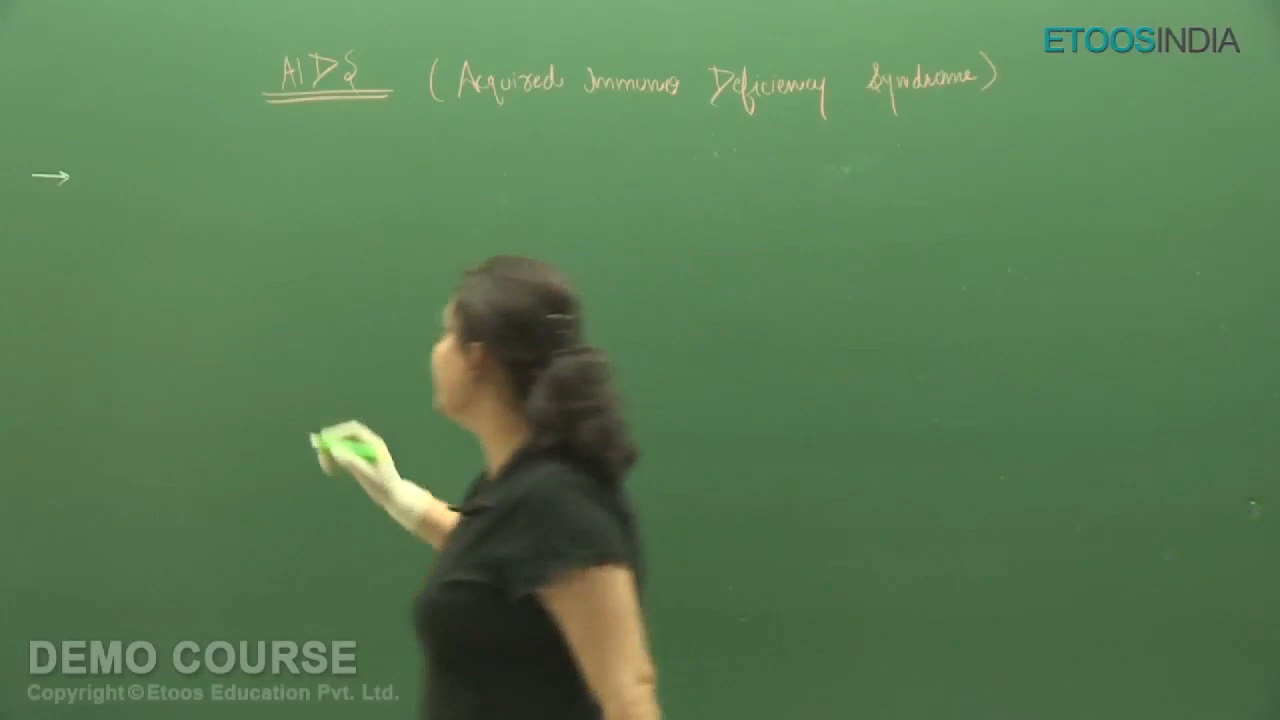 ETOOSINDIA
AIDS (Acquired Immuno Deficiency Syndrome)
→
DEMO COURSE
Copyright©Etoos Education Pvt. Ltd.